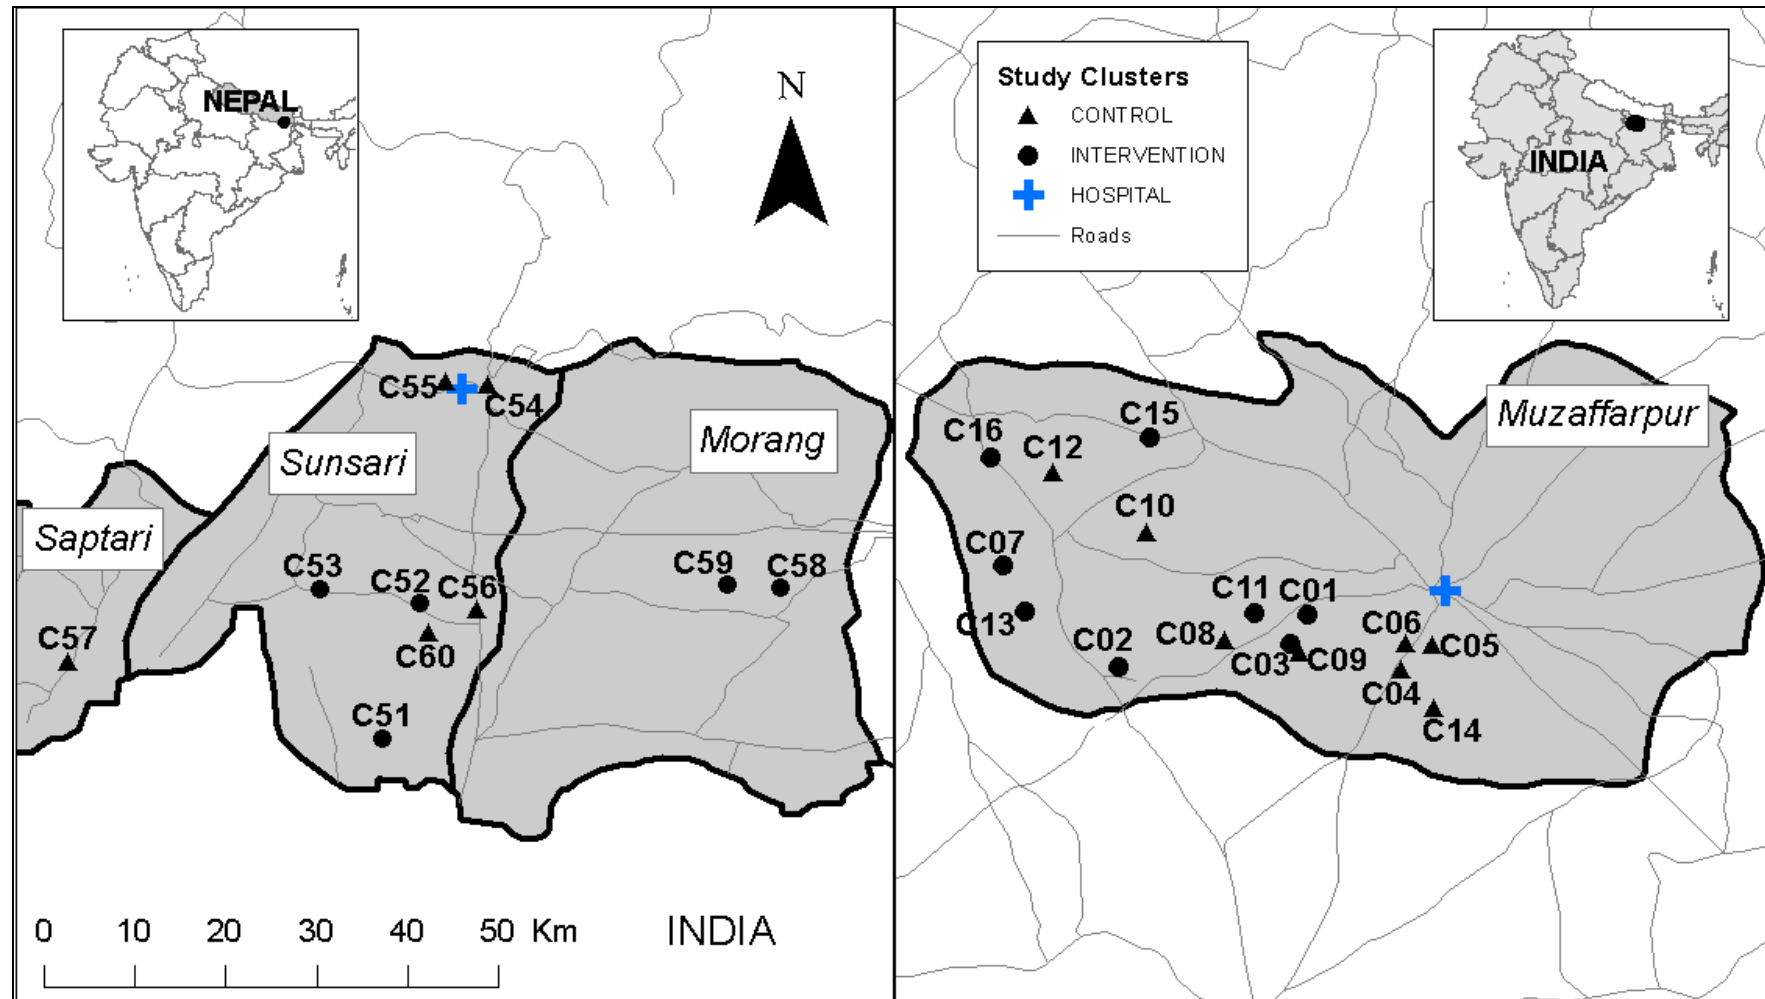 NEPAL
N
C55
C54
Sunsari
Morang
Saptari
C53
C52
C56
C59
C58
C57
C60
C51
0 10 20 30 40 50 Km
INDIA
Study Clusters
CONTROL
INTERVENTION
HOSPITAL
Roads
INDIA
Muzaffarpur
C15
C16
C12
C10
C07
C11
C01
C13
C02
C08
C03
C09
C06
C05
C04
C14